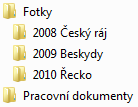 Fotky
2008 Český ráj
2009 Beskydy
2010 Řecko
Pracovní dokumenty